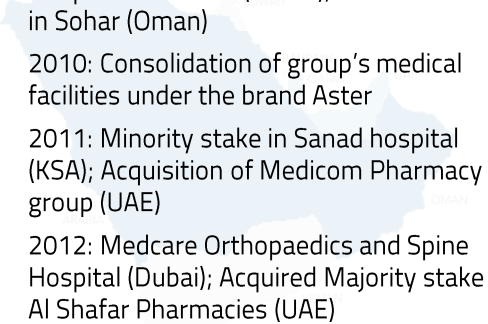 in Sohar (Oman)
2010: Consolidation of group's medical
facilities under the brand Aster
2011: Minority stake in Sanad hospital
(KSA); Acquisition of Medicom Pharmacy
group (UAE)
OMAN
2012: Medcare Orthopaedics and Spine
Hospital (Dubai); Acquired Majority stake
Al Shafar Pharmacies (UAE)